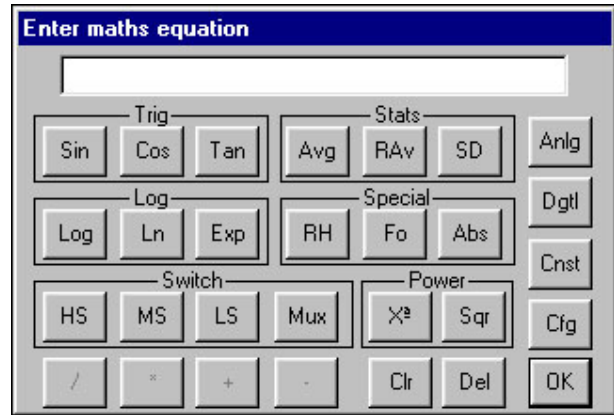 Enter maths equation
Trig Stats
Sin Cos Tan Avg RAv SD Anlg
Log Special Dgtl
Log Ln Exp RH Fo Abs
Switch Power Cnst
HS MS LS Mux Xª Sqr Cfg
/ * + - Clr Del OK